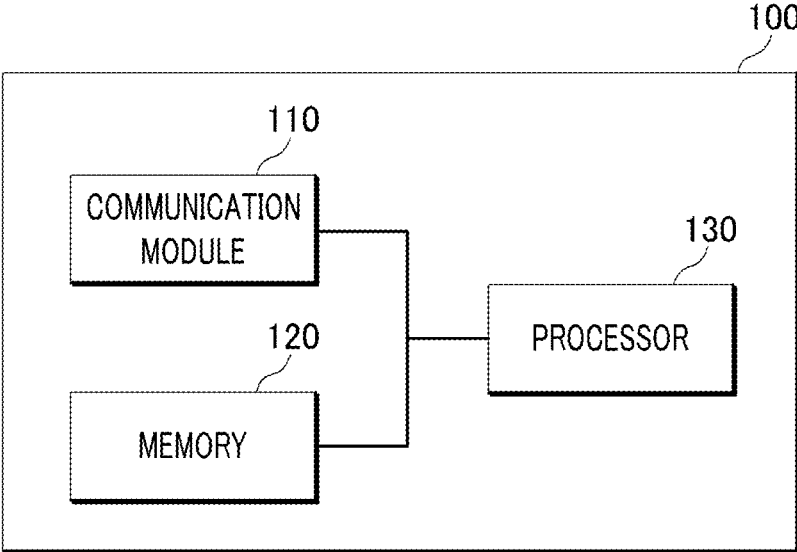 100
110
COMMUNICATION
MODULE
130
PROCESSOR
120
MEMORY